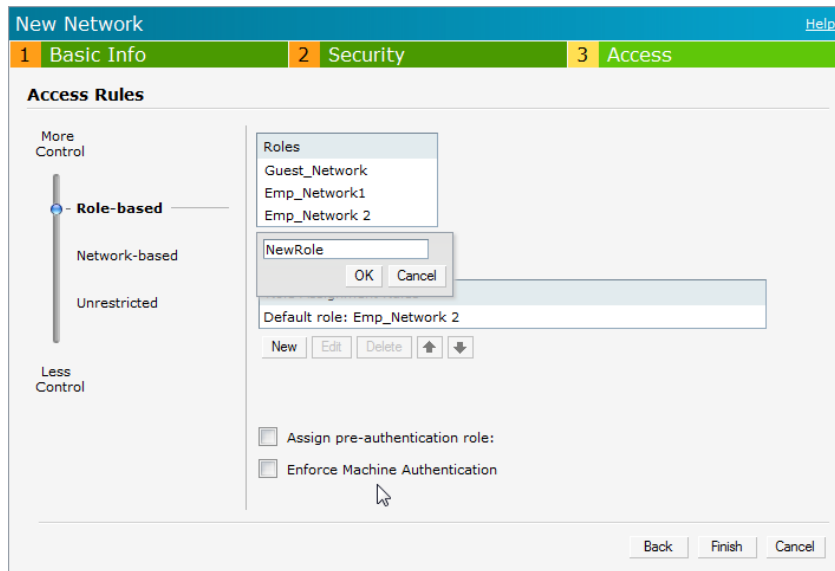 New Network
Help
1 Basic Info
2 Security
3 Access
Access Rules
More
Control
Role-based
Network-based
Unrestricted
Less
Control
Roles
Guest_Network
Emp_Network1
Emp_Network 2
NewRole
OK Cancel
Default role: Emp_Network 2
New Edit Delete
Assign pre-authentication role:
Enforce Machine Authentication
Back Finish Cancel